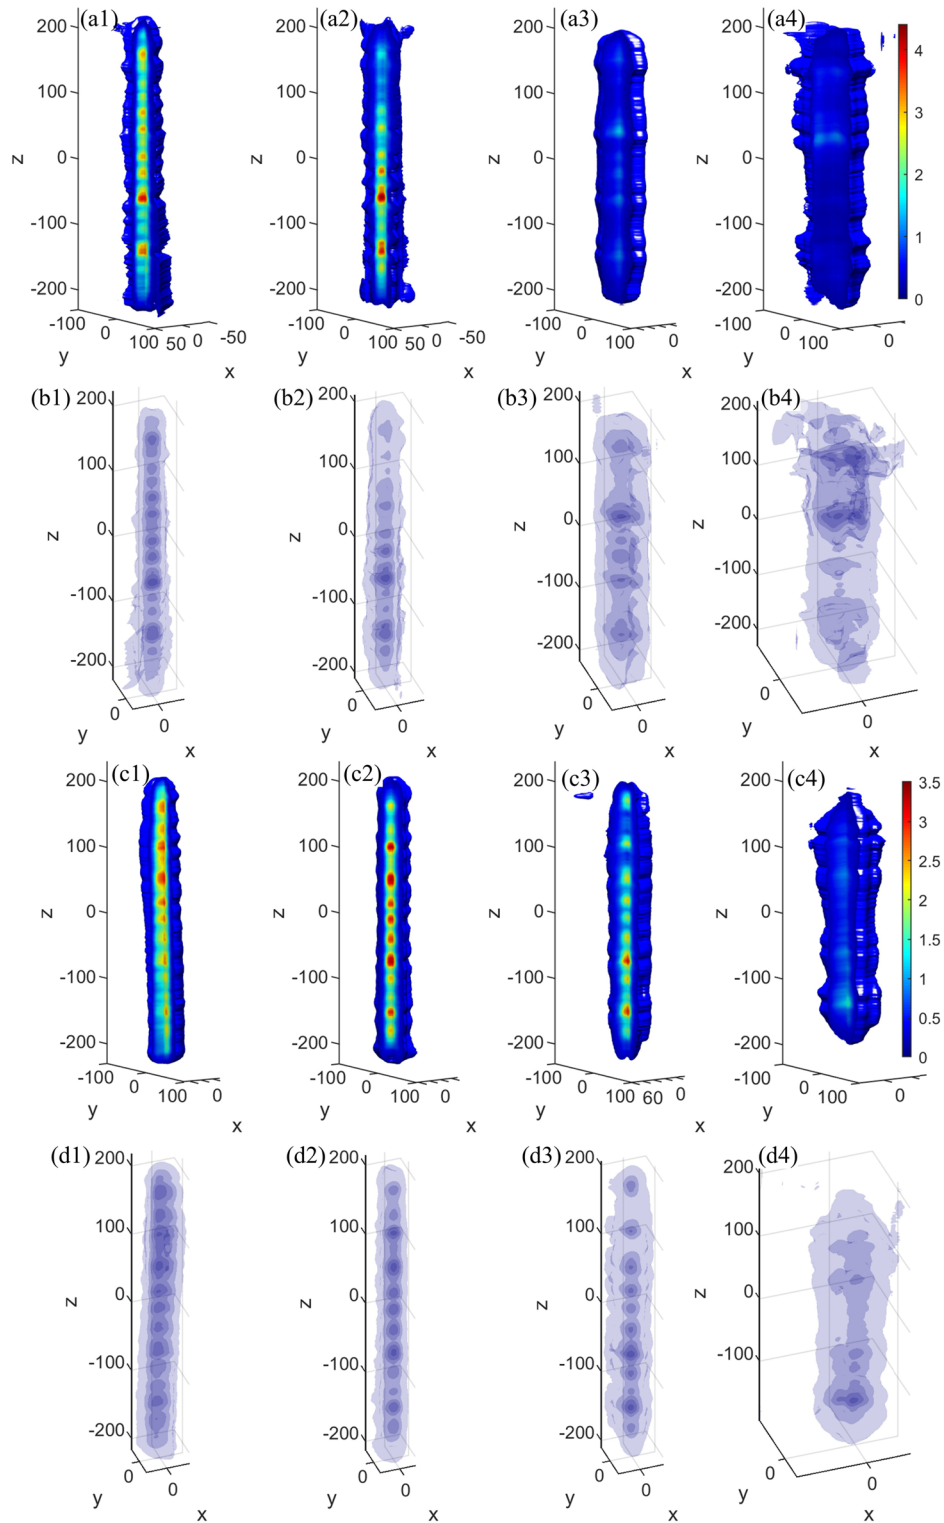 (a1) (a2) (a3) (a4)
200 200 200 200
100 100 100 100
0 0 0 0
-100 -100 -100 -100
-200 -200 -200 -200
z z z z
4
3
2
1
0
-100 0 100 50 0 -50
-100 0 100 50 0 -50
-100 0 100 0
-100 0 100 0
y x y x y x y x
(b1) (b2) (b3) (b4)
200 200 200 200
100 100 100 100
0 0 0 0
-100 -100 -100 -100
-200 -200 -200 -200
z z z z
0 0 0 0 0 0 0 0
y x y x y x y x
(c1) (c2) (c3) (c4)
200 200 200 200
100 100 100 100
0 0 0 0
-100 -100 -100 -100
-200 -200 -200 -200
z z z z
3.5
3
2.5
2
1.5
1
0.5
0
-100 0 100 0
-100 0 100 0
-100 0 100 60 0
-100 0 100 0
y x y x y x y x
(d1) (d2) (d3) (d4)
200 200 200 200
100 100 100 100
0 0 0 0
-100 -100 -100 -100
-200 -200 -200
z z z z
0 0 0 0 0 0 0 0
y x y x y x y x